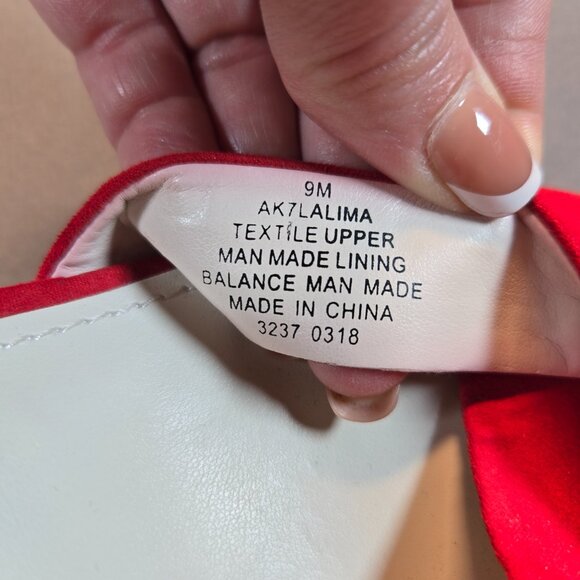 9M
AK7LALIMA
TEXTILE UPPER
MAN MADE LINING
BALANCE MAN MADE
MADE IN CHINA
3237 0318